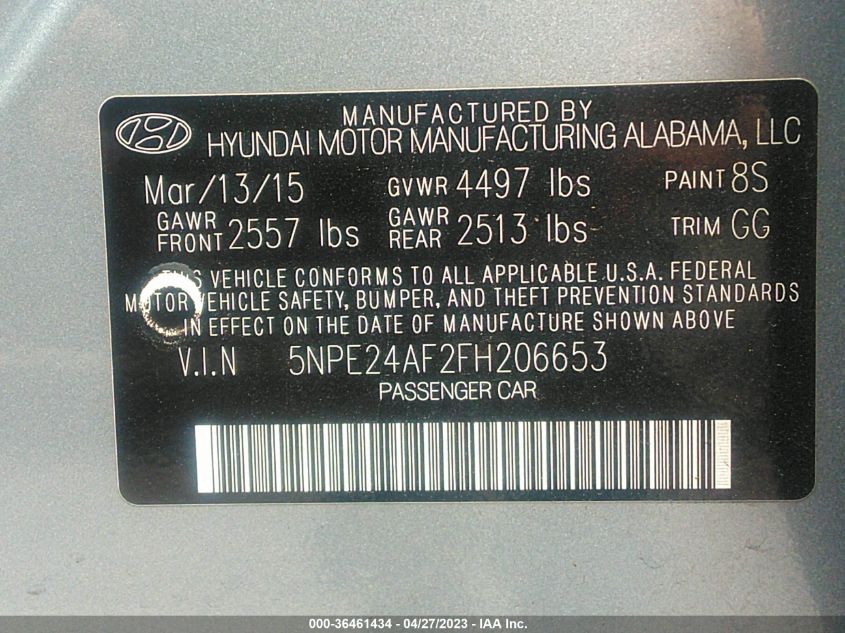 MANUFACTURED BY
HYUNDAI MOTOR MANUFACTURING ALABAMA, LLC
Mar/13/15 GVWR 4497 lbs PAINT 8S
GAWR FRONT 2557 lbs GAWR REAR 2513 lbs TRIM GG
THIS VEHICLE CONFORMS TO ALL APPLICABLE U.S.A. FEDERAL
MOTOR VEHICLE SAFETY, BUMPER, AND THEFT PREVENTION STANDARDS
IN EFFECT ON THE DATE OF MANUFACTURE SHOWN ABOVE
V.I.N 5NPE24AF2FH206653
PASSENGER CAR
000-36461434 - 04/27/2023 - IAA Inc.